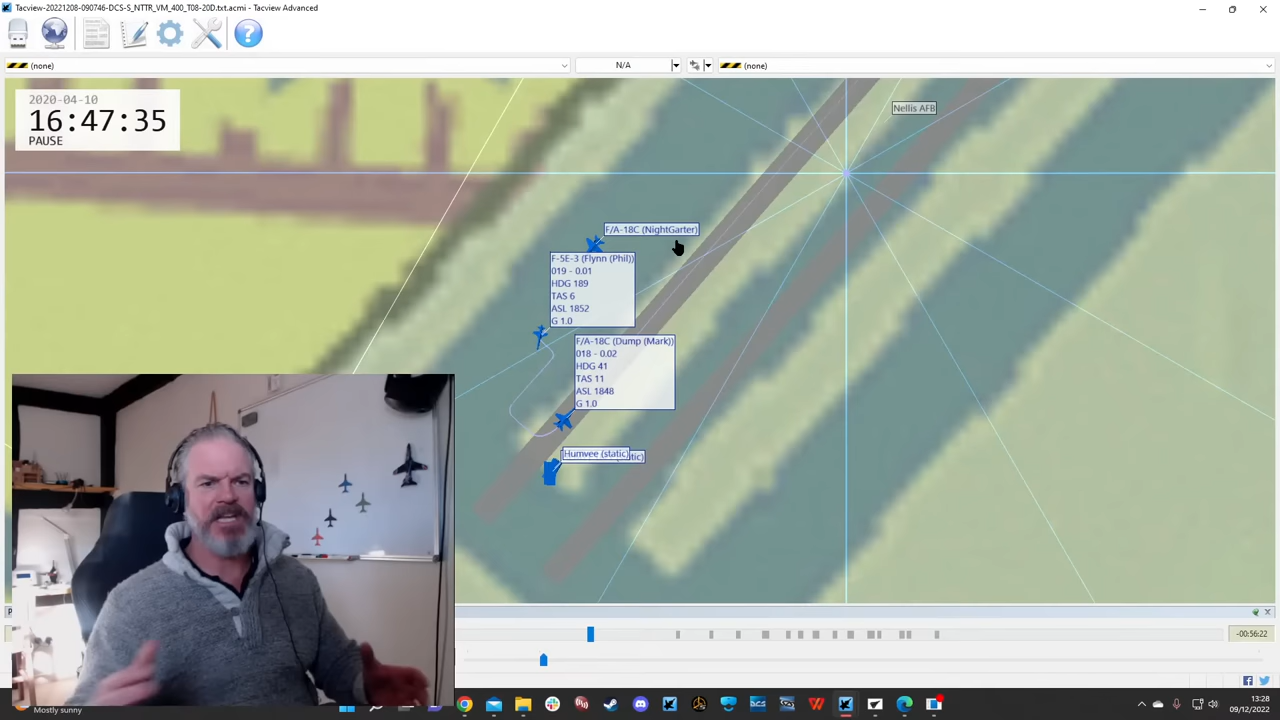 Tacview-20221208-090746-DCS-S_NTTR_VM_400_T08-20D.txt.acmi - Tacview Advanced
(none)
N/A
(none)
2020-04-10
16:47:35
PAUSE
Nellis AFB
F/A-18C (NightGarter)
F-5E-3 (Flynn (Phil))
019 - 0.01
HDG 189
TAS 6
ASL 1852
G 1.0
F/A-18C (Dump (Mark))
018 - 0.02
HDG 41
TAS 11
ASL 1848
G 1.0
Humvee (static)
-00:56:22
Mostly sunny
13:28
09/12/2022